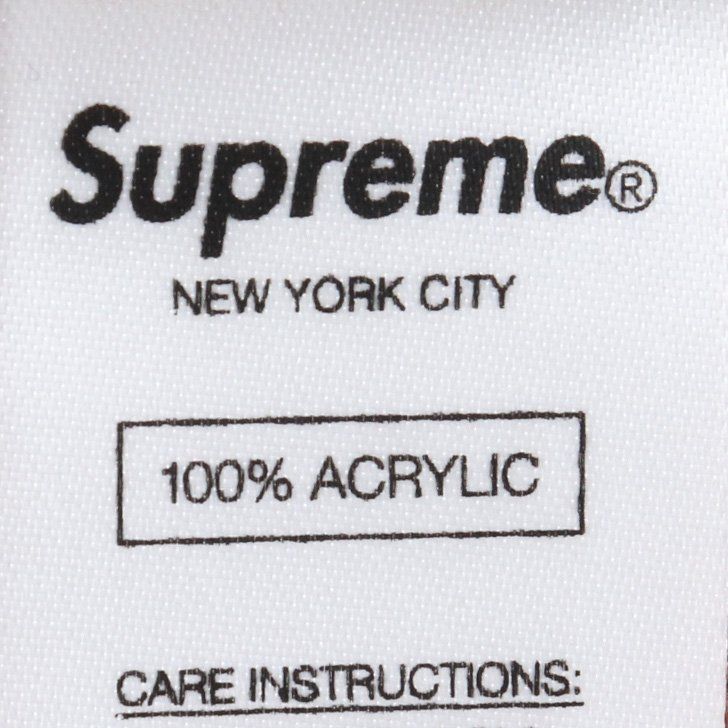 Supreme®
NEW YORK CITY
100% ACRYLIC
CARE INSTRUCTIONS: